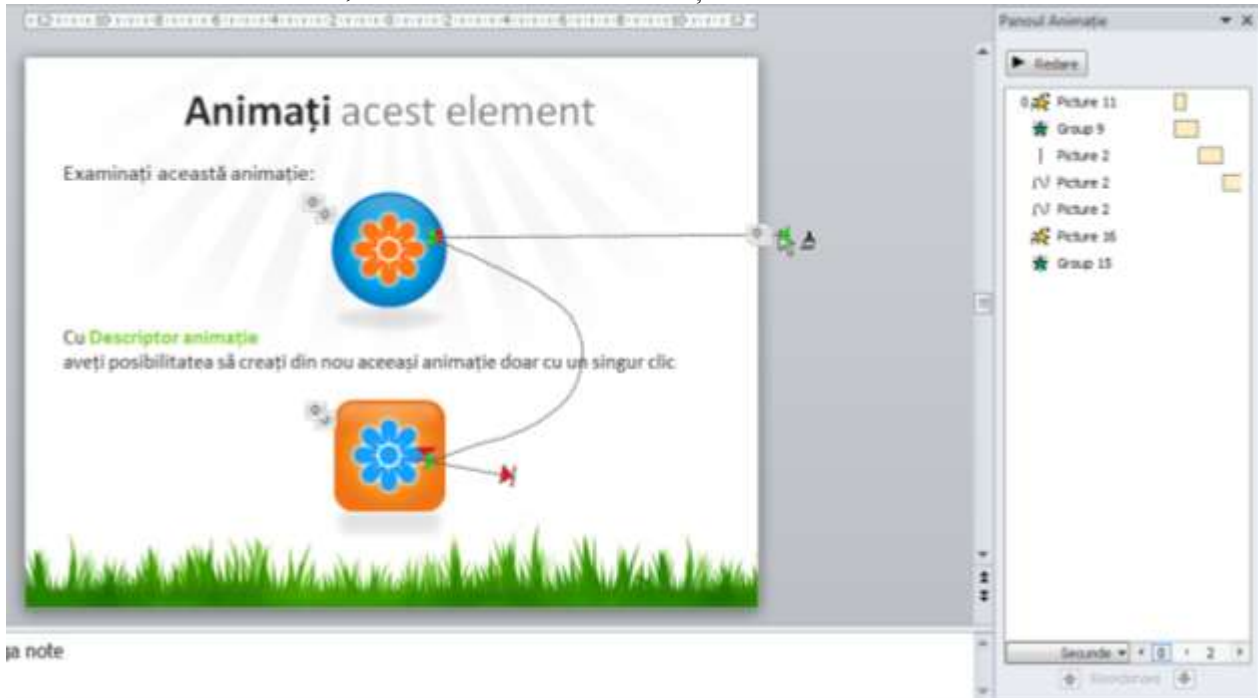 Panoul Animație
Redare
Animați acest element
Examinați această animație:
Cu Descriptor animație
aveți posibilitatea să creați din nou aceeași animație doar cu un singur clic
0 Picture 11
Group 9
Picture 2
Picture 2
Picture 2
Picture 16
Group 15
ga note
Secunde 0 2
Reordonare